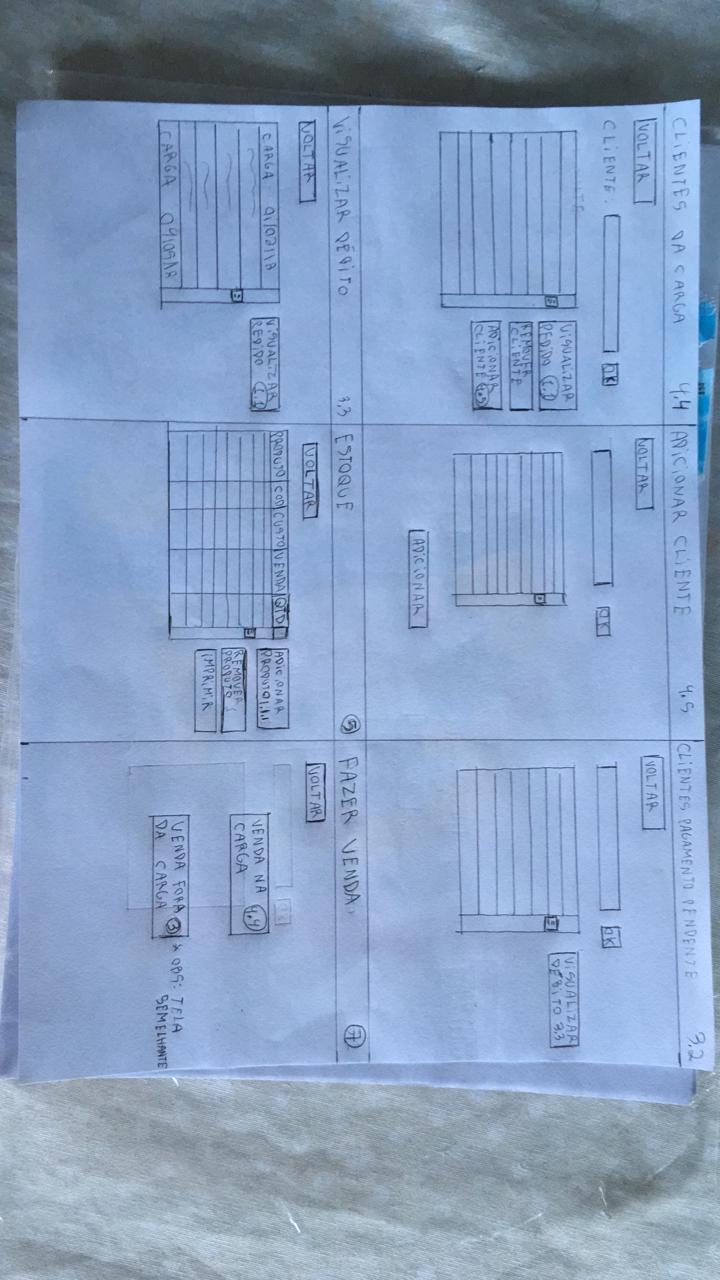 CLIENTES DA CARGA 4.4
VOLTAR
CLIENTE: OK
VISUALIZAR
PEDIDO 1.1
REMOVER
CLIENTE
ADICIONAR
CLIENTE 4.5
ADICIONAR CLIENTE 4.5
VOLTAR
OK
ADICIONAR
CLIENTES PAGAMENTO PENDENTE 3.2
VOLTAR
OK
VISUALIZAR
DÉBITO 3.3
VISUALIZAR DÉBITO 3.3
VOLTAR
CARGA 01/02/18
CARGA 04/05/18
VISUALIZAR
PEDIDO 1.1
ESTOQUE 5
VOLTAR
PRODUTO COD CUSTO VENDA QTD
ADICIONAR
PRODUTO 1.1.1
REMOVER
PRODUTO
IMPRIMIR
FAZER VENDA 7
VOLTAR
OK
VENDA NA 4.4
CARGA
VENDA FORA 3
DA CARGA
* OBS: TELA
SEMELHANTE